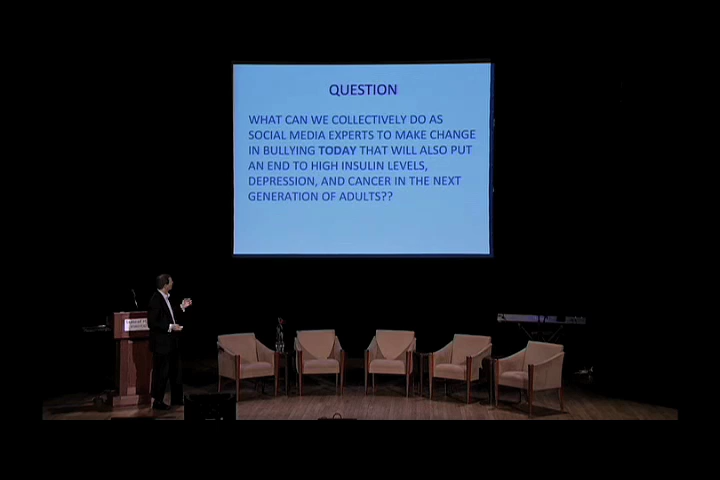 QUESTION
WHAT CAN WE COLLECTIVELY DO AS
SOCIAL MEDIA EXPERTS TO MAKE CHANGE
IN BULLYING TODAY THAT WILL ALSO PUT
AN END TO HIGH INSULIN LEVELS,
DEPRESSION, AND CANCER IN THE NEXT
GENERATION OF ADULTS??